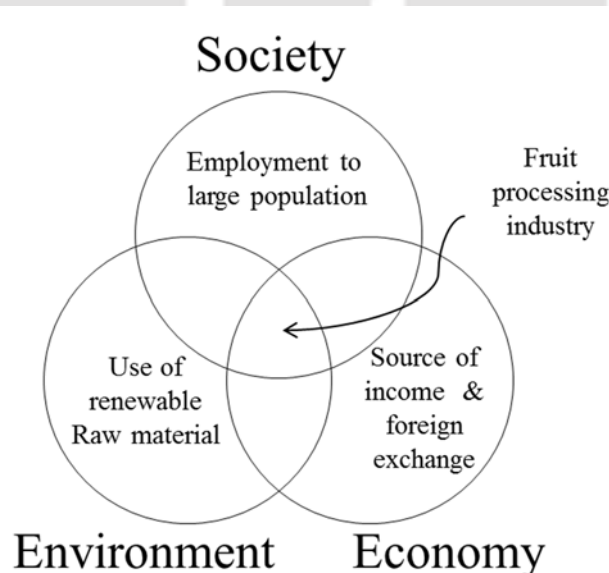 Society
Employment to
large population
Fruit
processing
industry
Use of
renewable
Raw material
Source of
income &
foreign
exchange
Environment
Economy